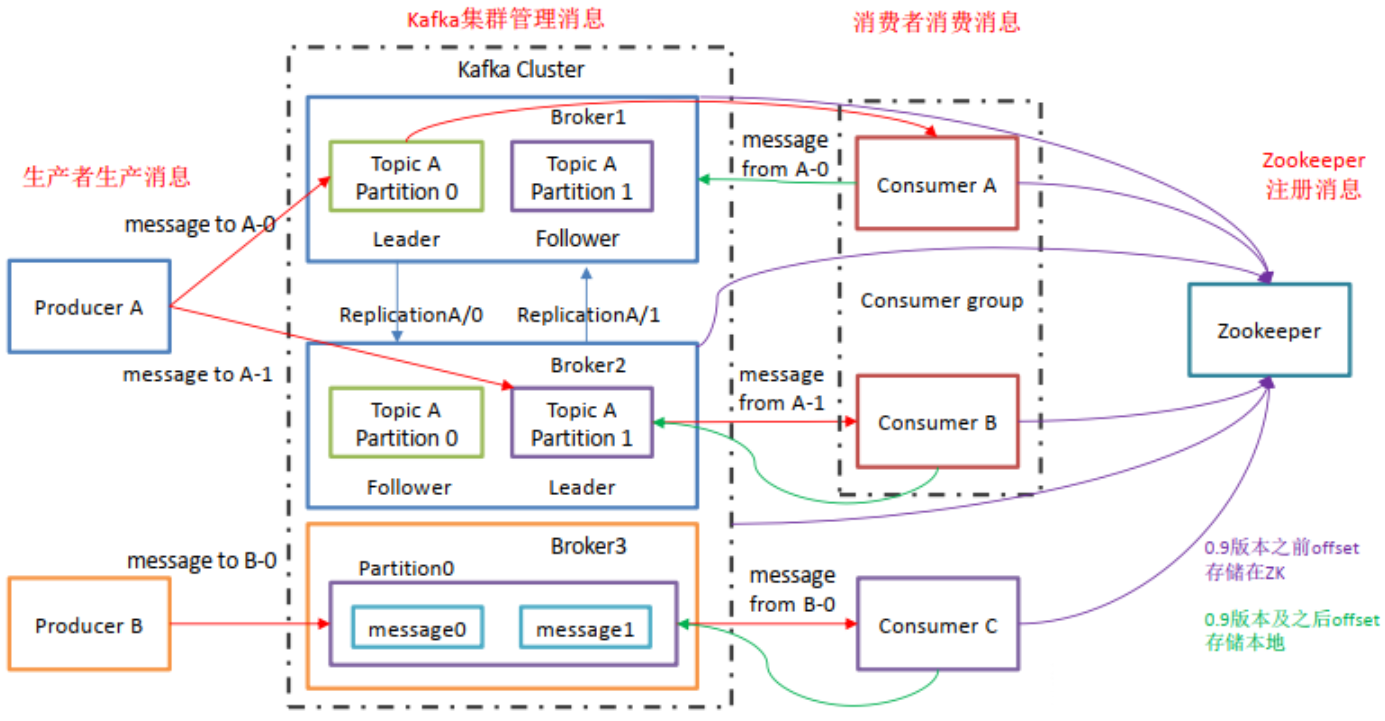 Kafka集群管理消息
消费者消费消息
Kafka Cluster
Broker1
Topic A
Partition 0
Topic A
Partition 1
Leader
Follower
生产者生产消息
message to A-0
Producer A
message to A-1
ReplicationA/0
ReplicationA/1
Broker2
Topic A
Partition 0
Topic A
Partition 1
Follower
Leader
message to B-0
Producer B
Broker3
Partition0
message0
message1
message
from A-0
Consumer A
Consumer group
message
from A-1
Consumer B
message
from B-0
Consumer C
Zookeeper
注册消息
Zookeeper
0.9版本之前offset
存储在ZK
0.9版本及之后offset
存储本地